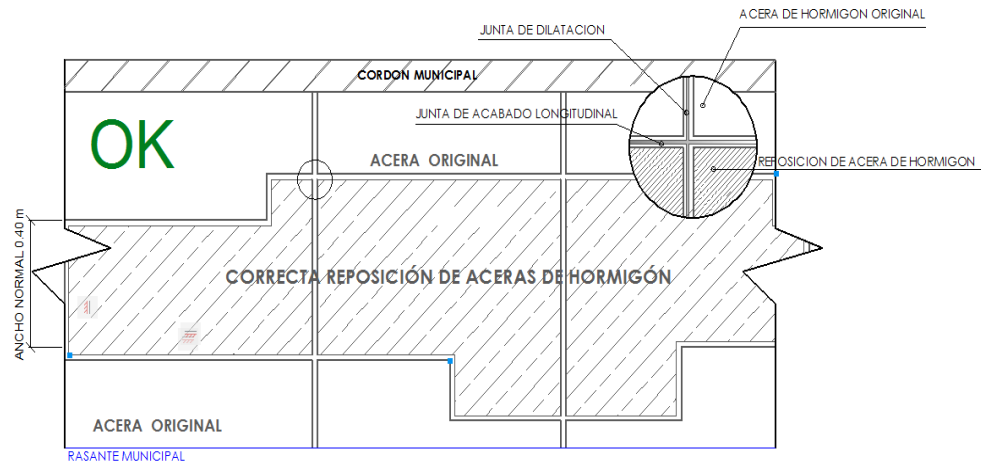 ACERA DE HORMIGON ORIGINAL
JUNTA DE DILATACION
CORDON MUNICIPAL
JUNTA DE ACABADO LONGITUDINAL
OK
ACERA ORIGINAL
REPOSICION DE ACERA DE HORMIGON
ANCHO NORMAL 0.40 m
CORRECTA REPOSICIÓN DE ACERAS DE HORMIGÓN
ACERA ORIGINAL
RASANTE MUNICIPAL